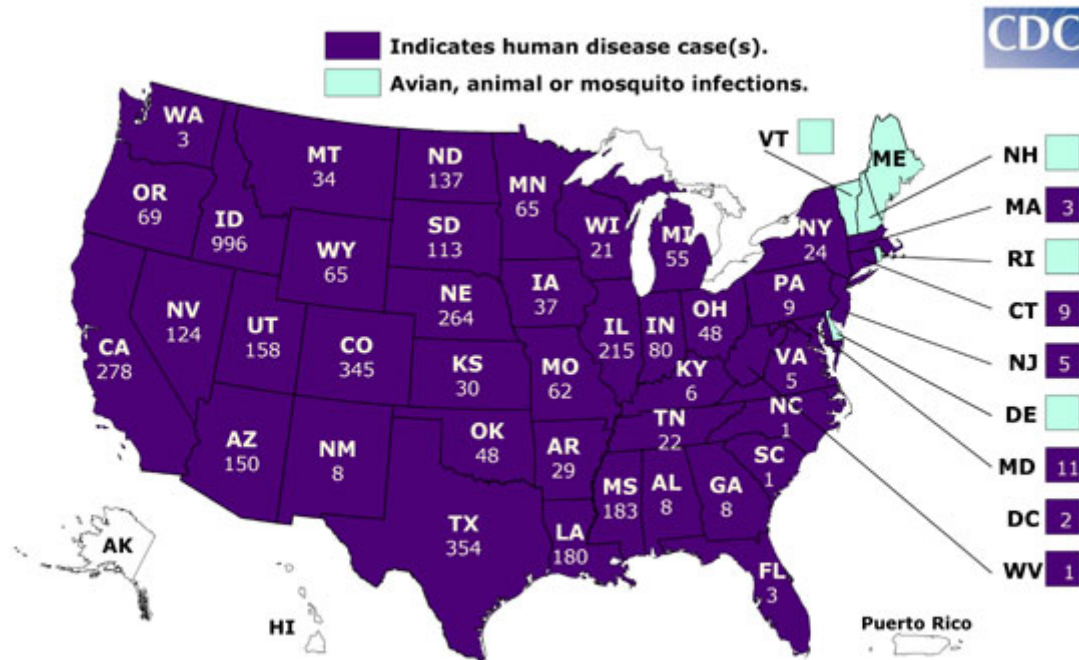 CDC
Indicates human disease case(s).
Avian, animal or mosquito infections.
WA
3
MT
34
ND
137
MN
65
VT
ME
NH
OR
69
ID
996
SD
113
WI
21
MI
55
NY
24
MA 3
WY
65
RI
IA
37
PA
9
NE
264
CT 9
NV
124
UT
158
CO
345
IL
215
IN
80
OH
48
CA
278
KS
30
MO
62
KY
6
VA
5
NJ 5
NC
1
DE
AZ
150
NM
8
OK
48
AR
29
TN
22
SC
1
MD 11
MS
183
AL
8
GA
8
DC 2
TX
354
LA
180
AK
FL
3
WV 1
HI
Puerto Rico